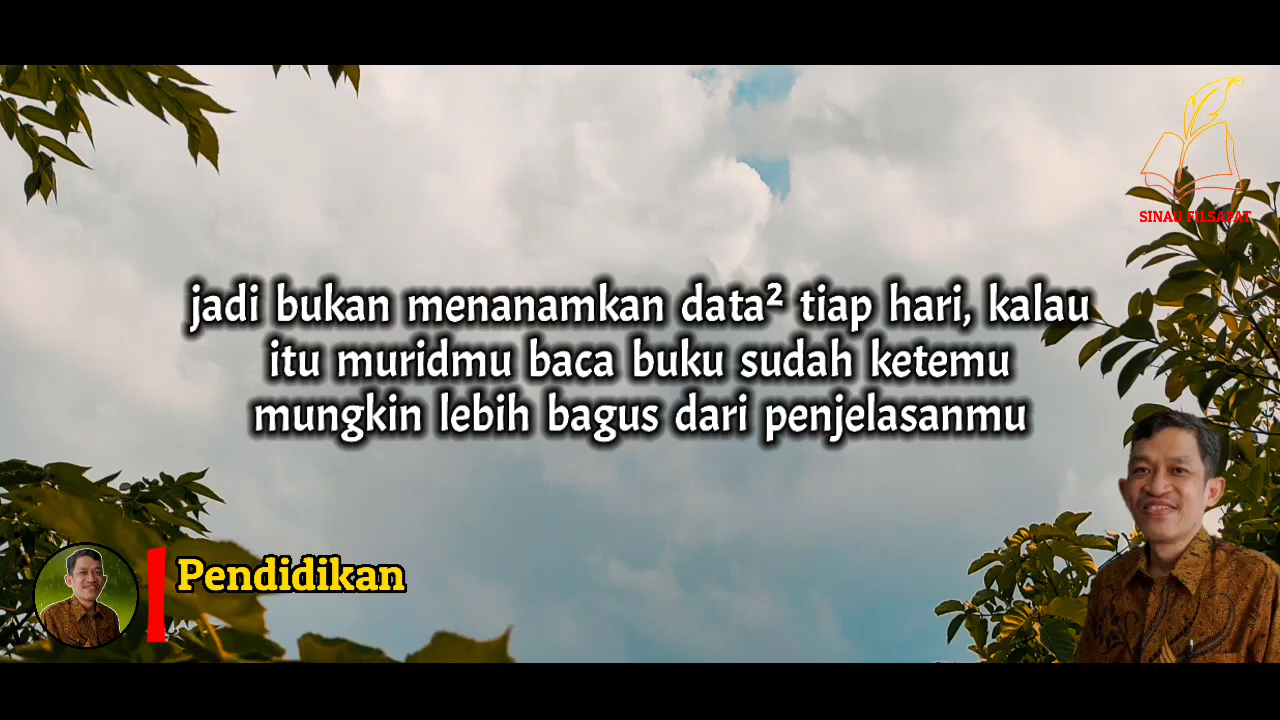 SINAU FILSAFAT
jadi bukan menanamkan data² tiap hari, kalau
itu muridmu baca buku sudah ketemu
mungkin lebih bagus dari penjelasanmu
Pendidikan